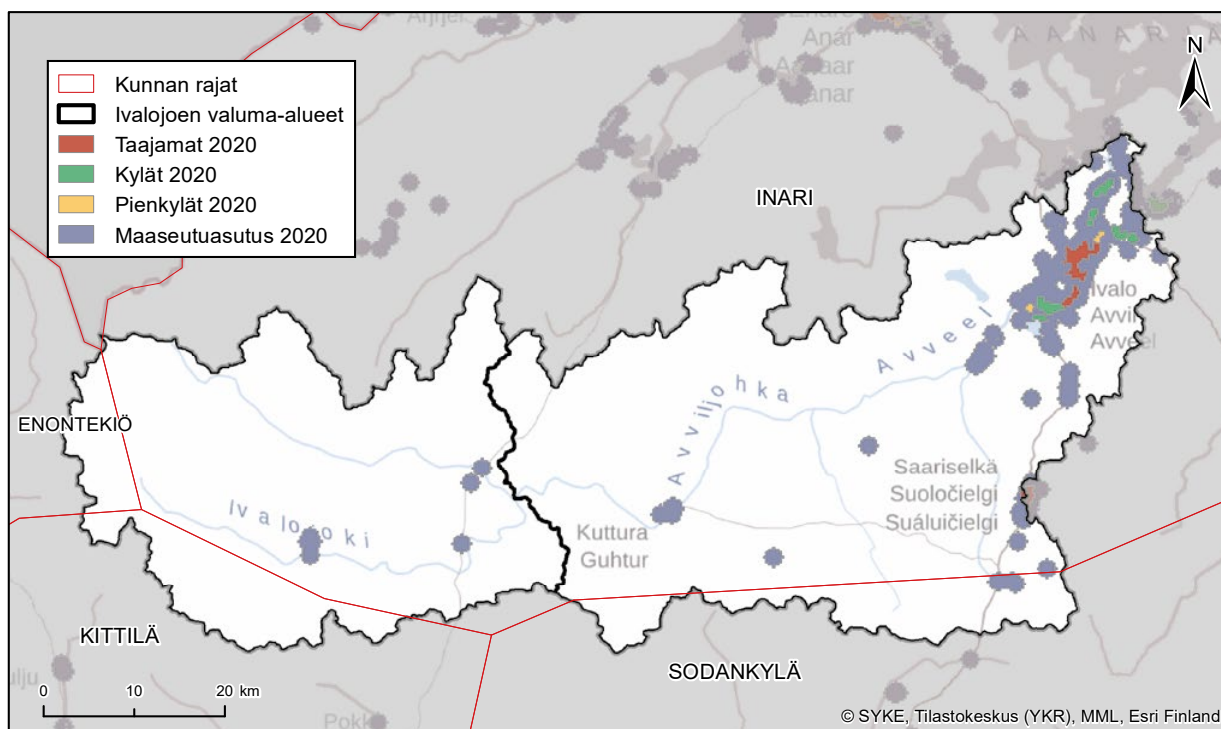 Kunnan rajat
Ivalojoen valuma-alueet
Taajamat 2020
Kylät 2020
Pienkylät 2020
Maaseutuasutus 2020
Anár
N
INARI
Ivalo
Avvil
Avveel
Avveel
Avviljohka
ENONTEKIÖ
Saariselkä
Suoločielgi
Suáluičielgi
Kuttura
Guhtur
KITTILÄ
SODANKYLÄ
0 10 20 km
© SYKE, Tilastokeskus (YKR), MML, Esri Finland